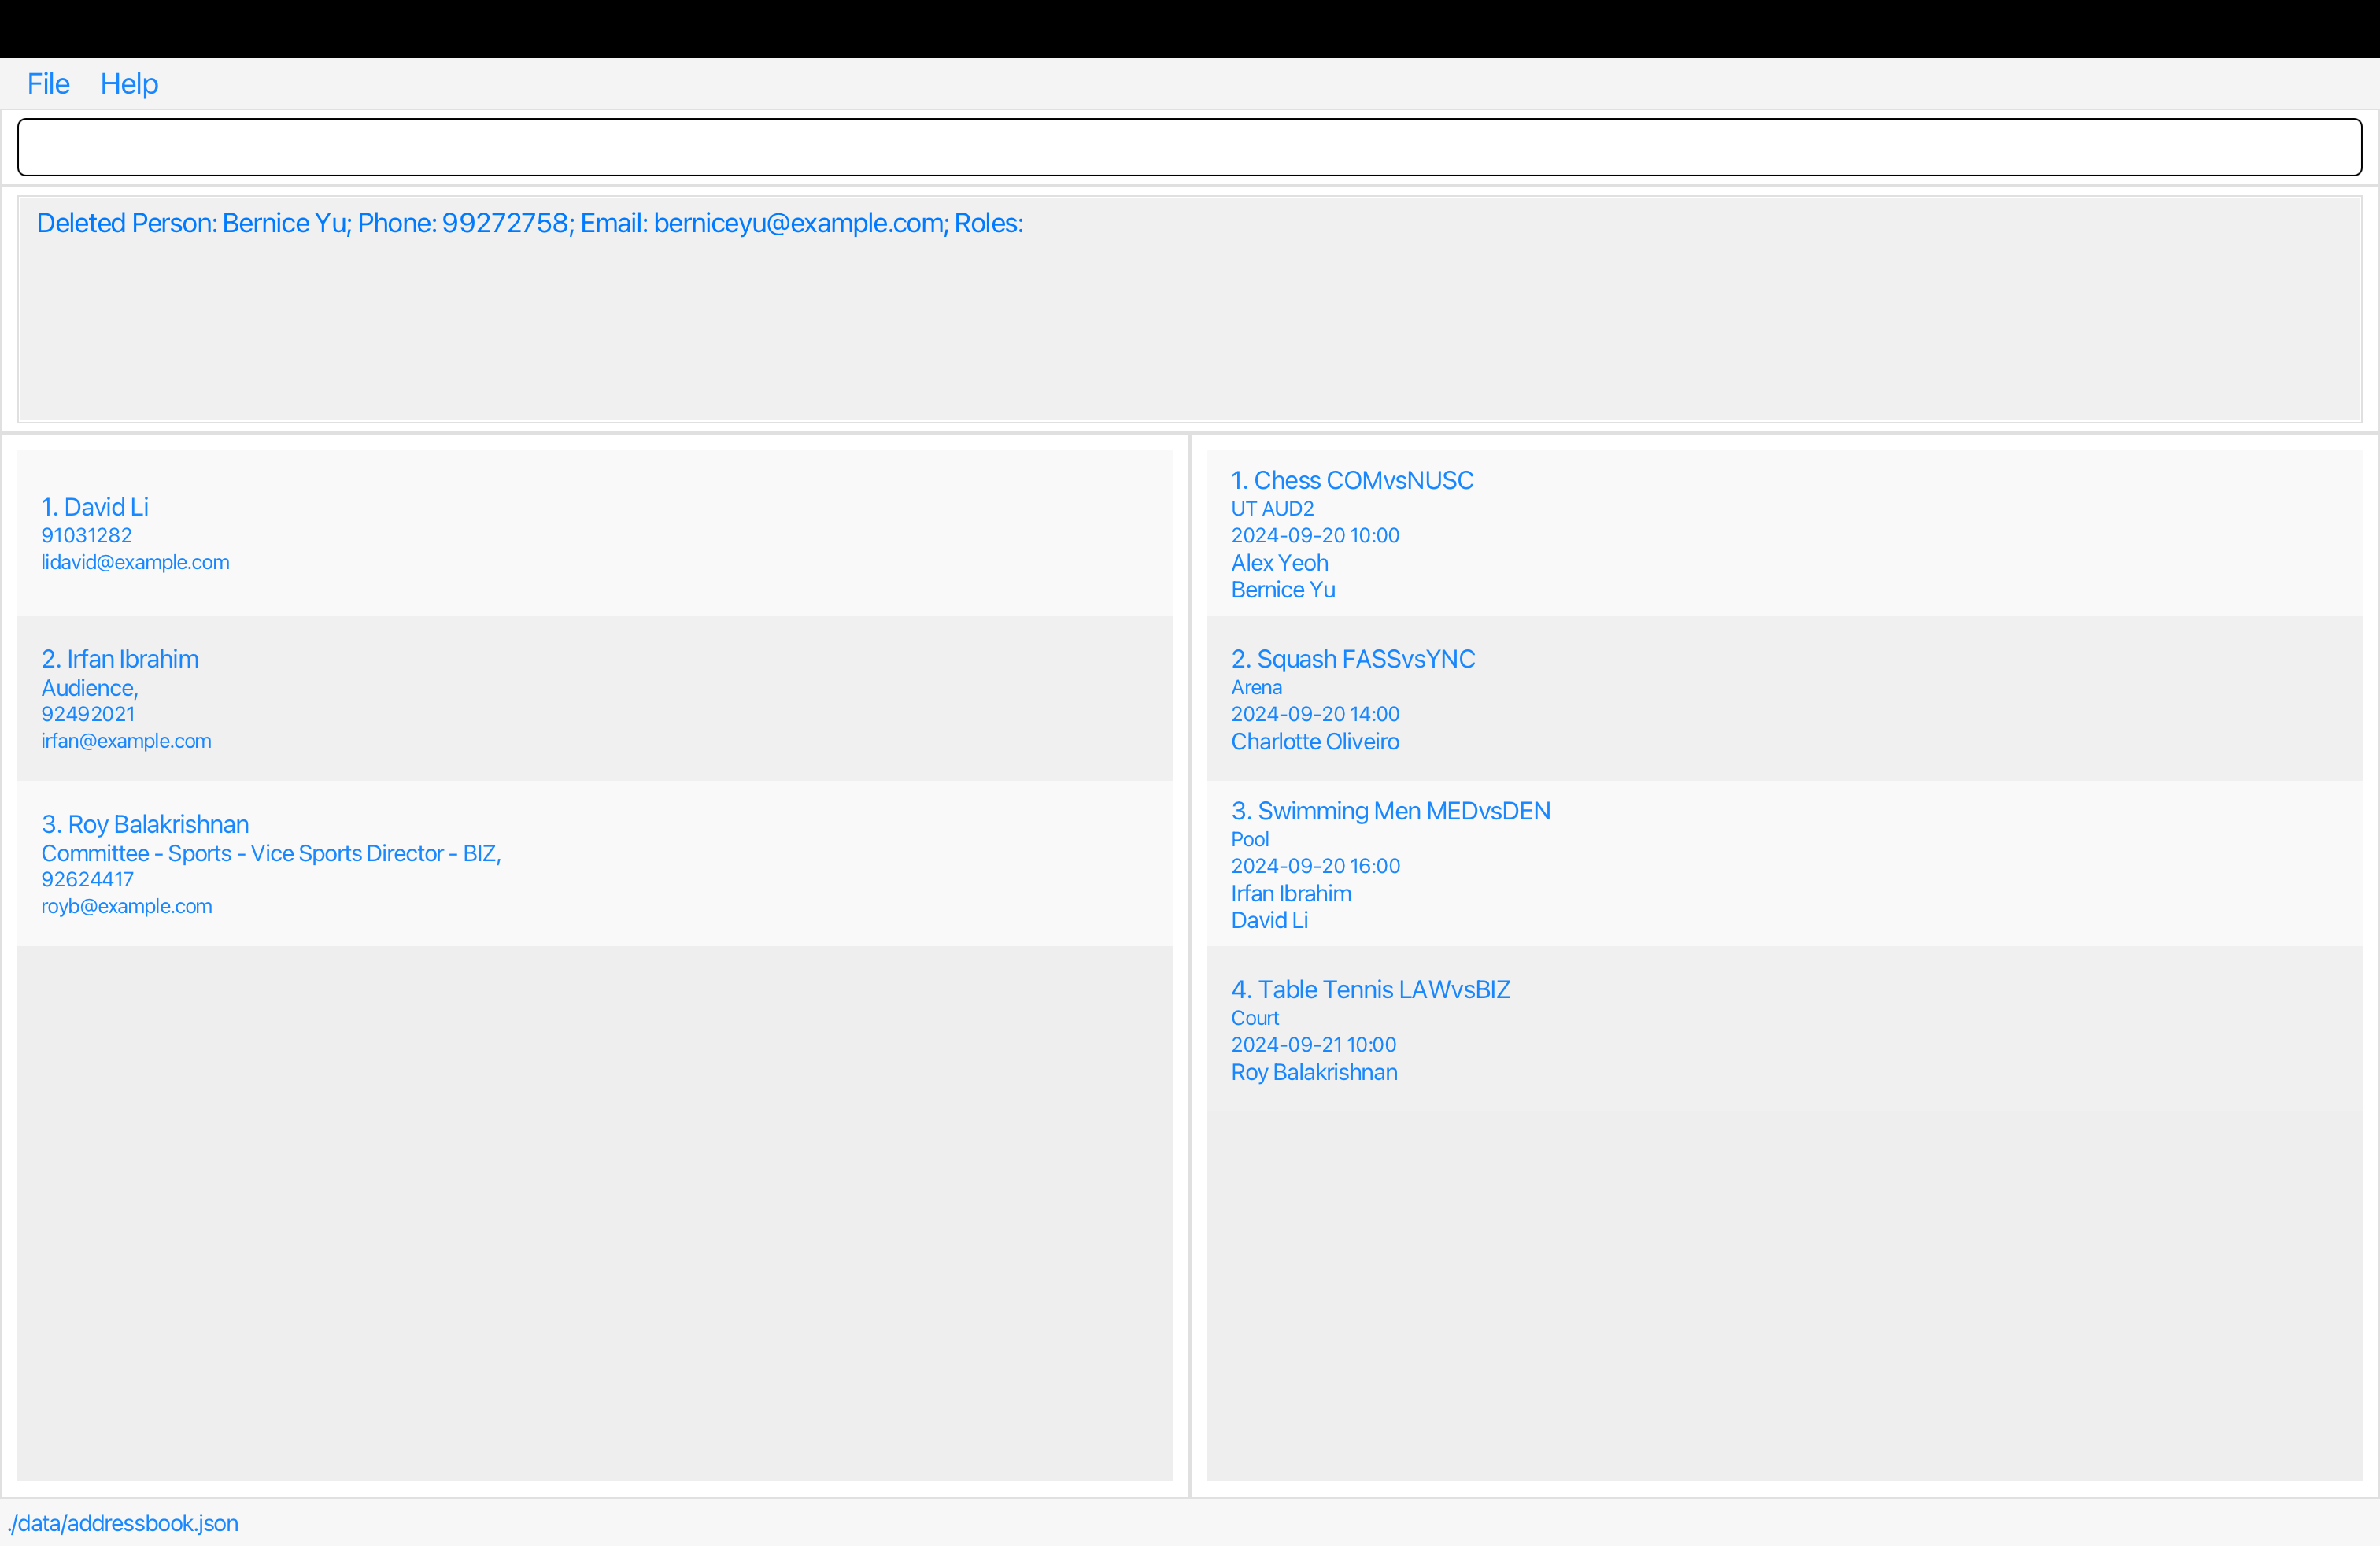 File Help
Deleted Person: Bernice Yu; Phone: 99272758; Email: berniceyu@example.com; Roles:
1. David Li
91031282
lidavid@example.com
2. Irfan Ibrahim
Audience,
92492021
irfan@example.com
3. Roy Balakrishnan
Committee - Sports - Vice Sports Director - BIZ,
92624417
royb@example.com
1. Chess COMvsNUSC
UT AUD2
2024-09-20 10:00
Alex Yeoh
Bernice Yu
2. Squash FASSvsYNC
Arena
2024-09-20 14:00
Charlotte Oliveiro
3. Swimming Men MEDvsDEN
Pool
2024-09-20 16:00
Irfan Ibrahim
David Li
4. Table Tennis LAWvsBIZ
Court
2024-09-21 10:00
Roy Balakrishnan
./data/addressbook.json